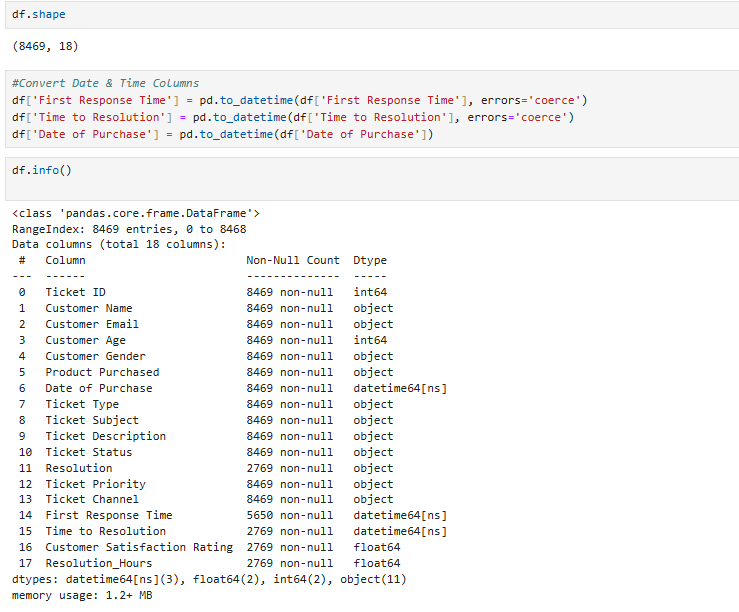 df.shape
(8469, 18)
#Convert Date & Time Columns
df['First Response Time'] = pd.to_datetime(df['First Response Time'], errors='coerce')
df['Time to Resolution'] = pd.to_datetime(df['Time to Resolution'], errors='coerce')
df['Date of Purchase'] = pd.to_datetime(df['Date of Purchase'])
df.info()
<class 'pandas.core.frame.DataFrame'>
RangeIndex: 8469 entries, 0 to 8468
Data columns (total 18 columns):
 #   Column                        Non-Null Count  Dtype
---  ------                        --------------  -----
 0   Ticket ID                     8469 non-null   int64
 1   Customer Name                 8469 non-null   object
 2   Customer Email                8469 non-null   object
 3   Customer Age                  8469 non-null   int64
 4   Customer Gender               8469 non-null   object
 5   Product Purchased             8469 non-null   object
 6   Date of Purchase              8469 non-null   datetime64[ns]
 7   Ticket Type                   8469 non-null   object
 8   Ticket Subject                8469 non-null   object
 9   Ticket Description            8469 non-null   object
 10  Ticket Status                 8469 non-null   object
 11  Resolution                    2769 non-null   object
 12  Ticket Priority               8469 non-null   object
 13  Ticket Channel                8469 non-null   object
 14  First Response Time           5650 non-null   datetime64[ns]
 15  Time to Resolution            2769 non-null   datetime64[ns]
 16  Customer Satisfaction Rating  2769 non-null   float64
 17  Resolution_Hours              2769 non-null   float64
dtypes: datetime64[ns](3), float64(2), int64(2), object(11)
memory usage: 1.2+ MB